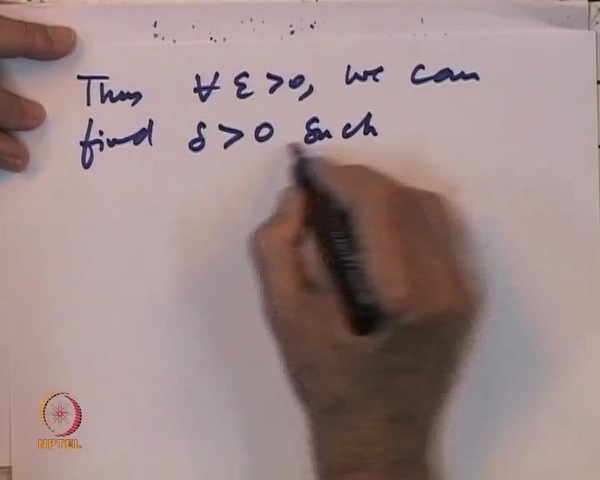 Thus ∀ ε > 0, we can
find δ > 0 such
NPTEL